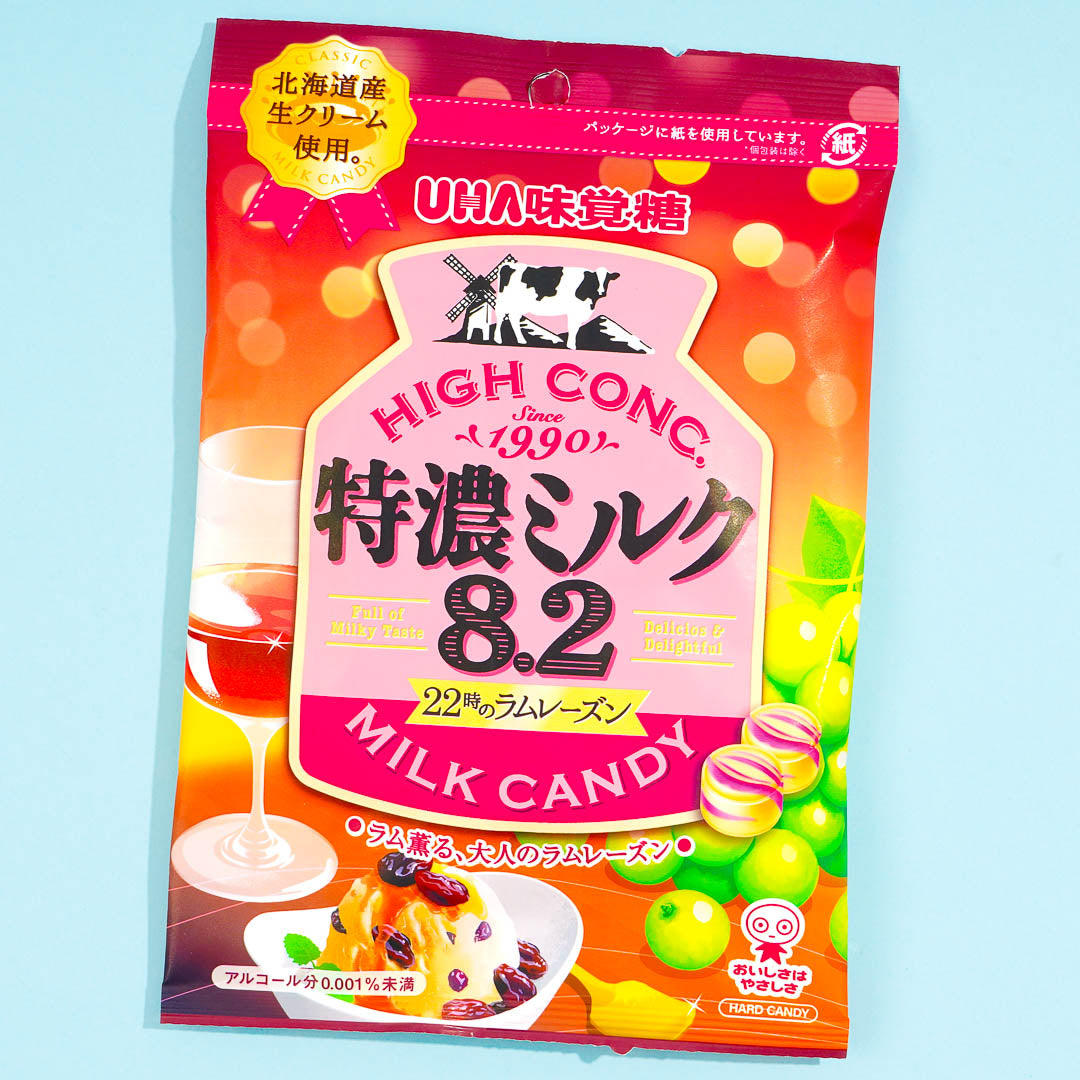 CLASSIC
北海道産
生クリーム
使用。
MILK CANDY
パッケージに紙を使用しています。
*個包装は除く
紙
UHA味覚糖
HIGH CONC.
Since
1990
特濃ミルク
8.2
Full of
Milky Taste
Delicios &
Delightful
22時のラムレーズン
MILK CANDY
ラム薫る、大人のラムレーズン
おいしさは
やさしさ
アルコール分0.001%未満
HARD CANDY